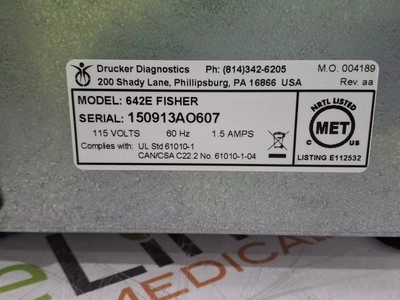 Drucker Diagnostics Ph: (814)342-6205 M.O. 004189
200 Shady Lane, Phillipsburg, PA 16866 USA Rev. aa
MODEL: 642E FISHER
SERIAL: 150913AO607
115 VOLTS 60 Hz 1.5 AMPS
Complies with: UL Std 61010-1
CAN/CSA C22.2 No. 61010-1-04
NRTL LISTED
MET
C US
LISTING E112532
MEDICAL